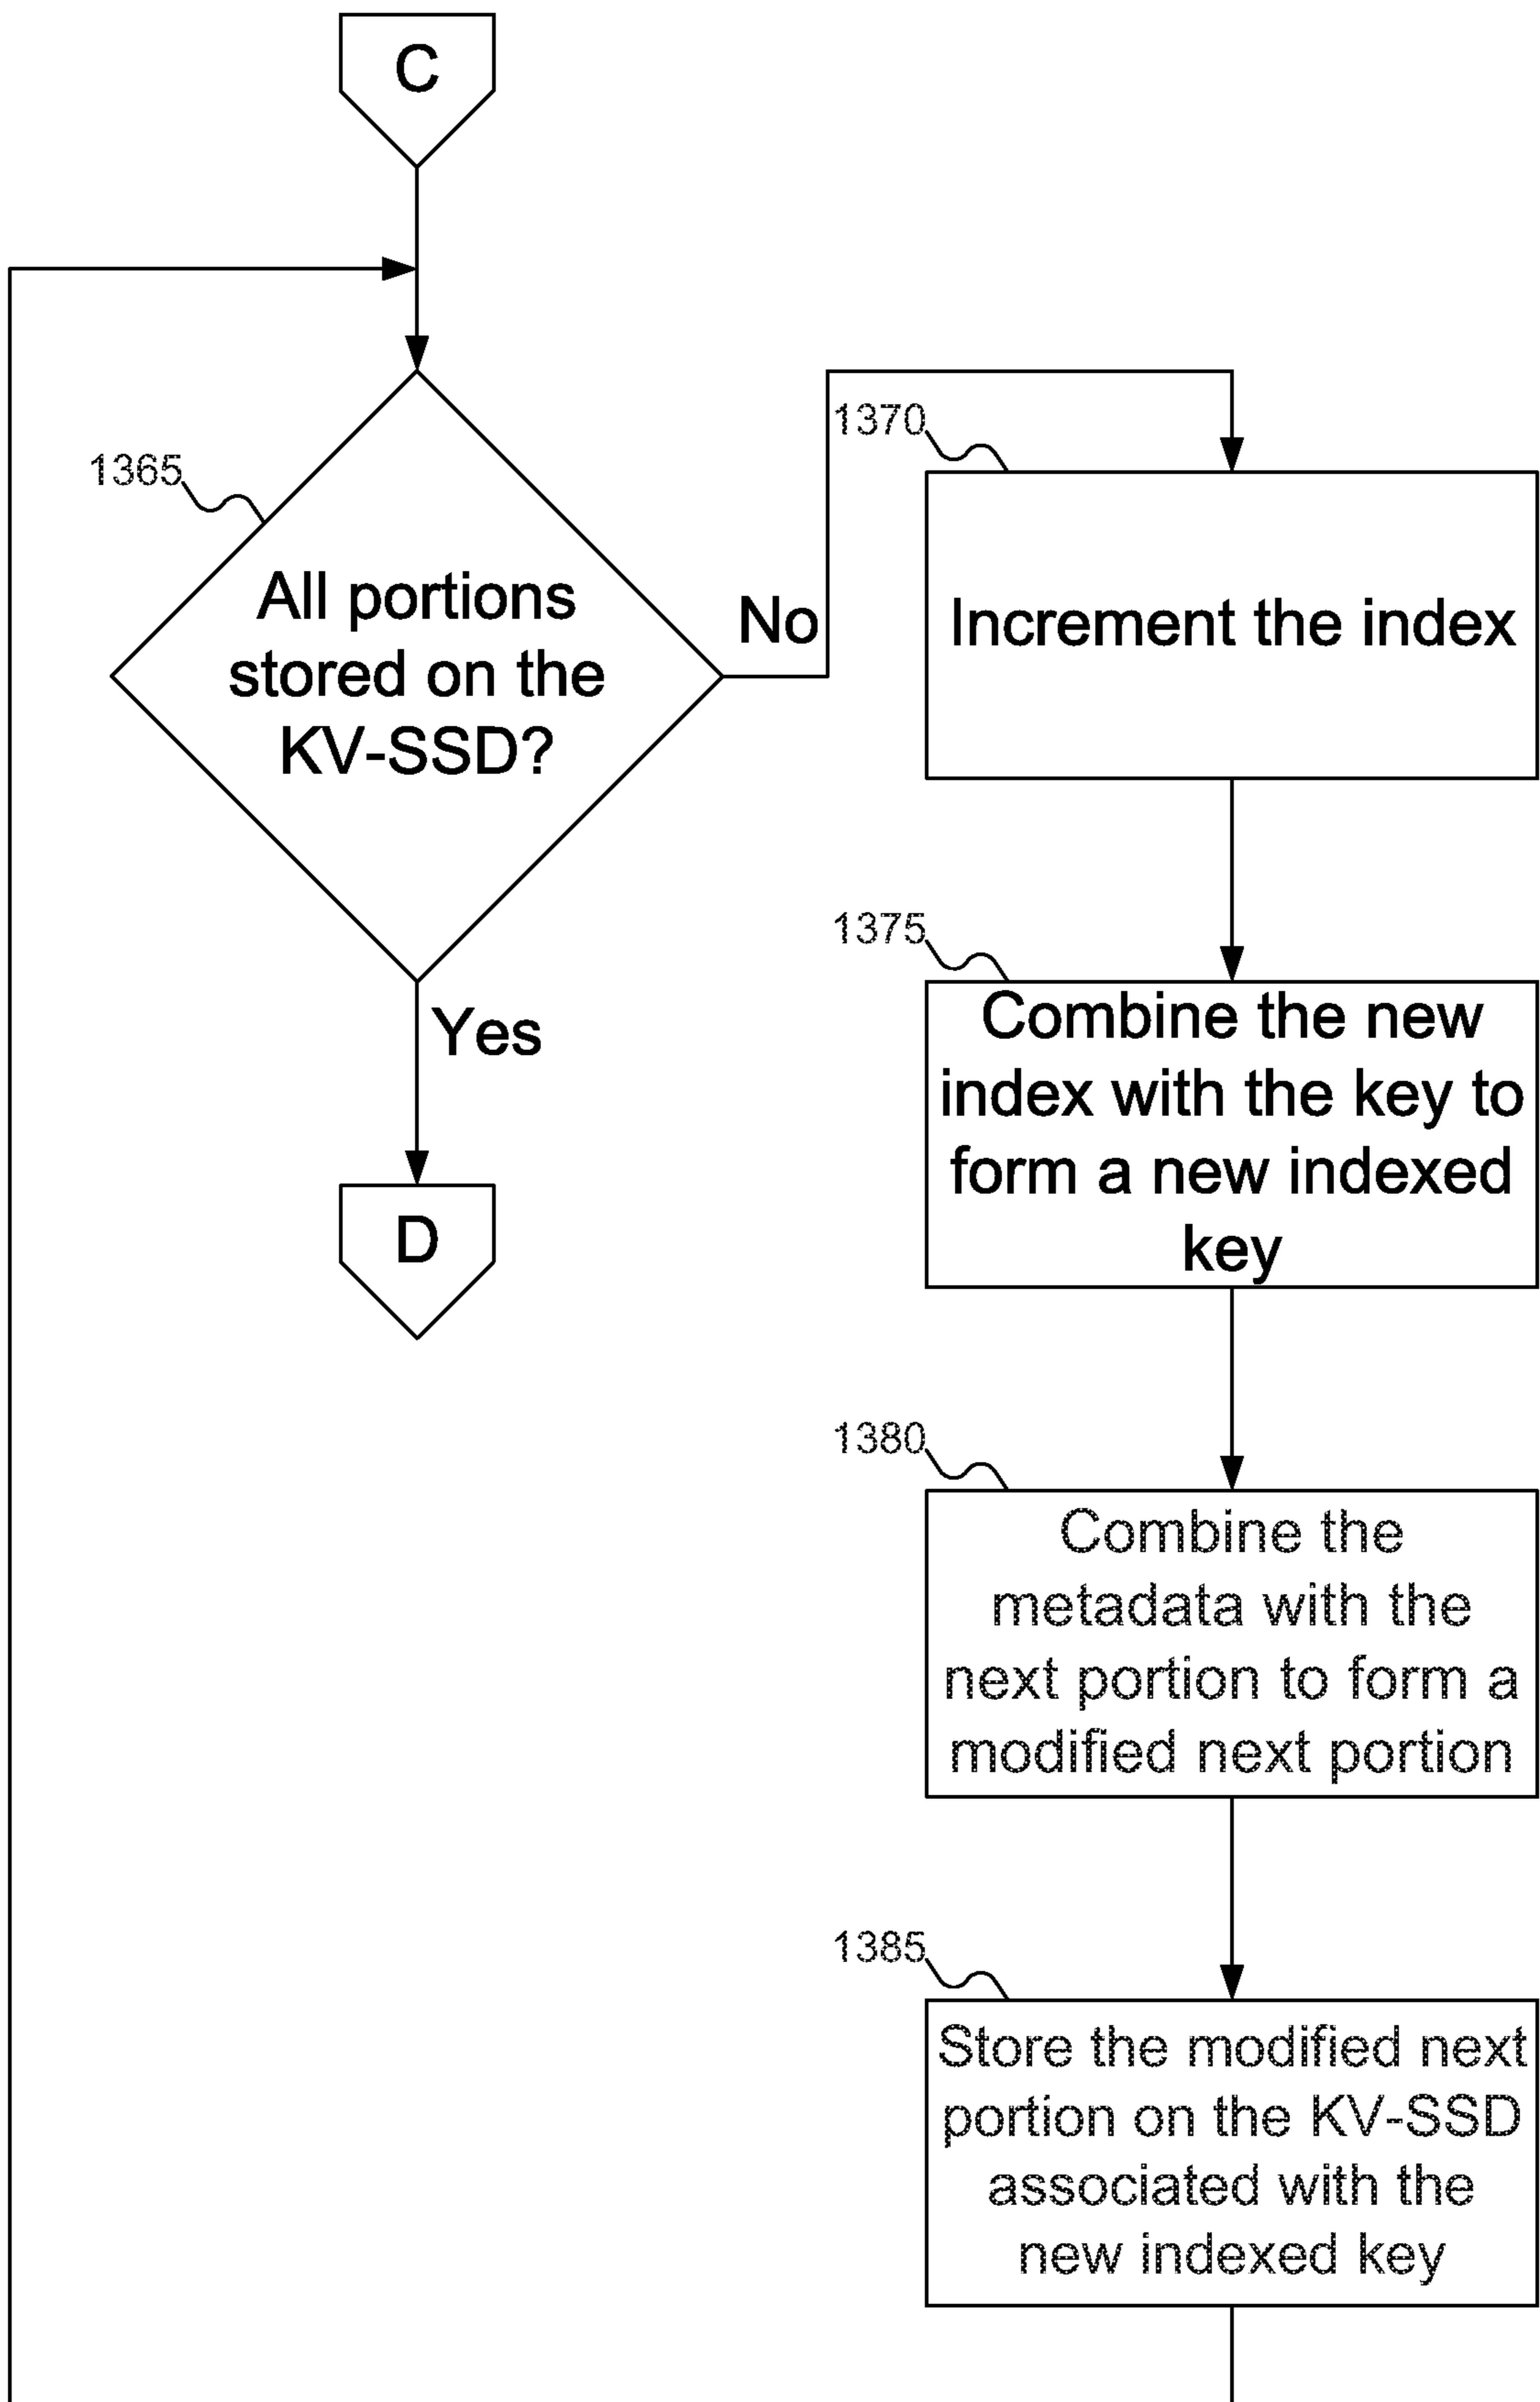 C
1365
All portions
stored on the
KV-SSD?
No
Yes
D
1370
Increment the index
1375
Combine the new
index with the key to
form a new indexed
key
1380
Combine the
metadata with the
next portion to form a
modified next portion
1385
Store the modified next
portion on the KV-SSD
associated with the
new indexed key